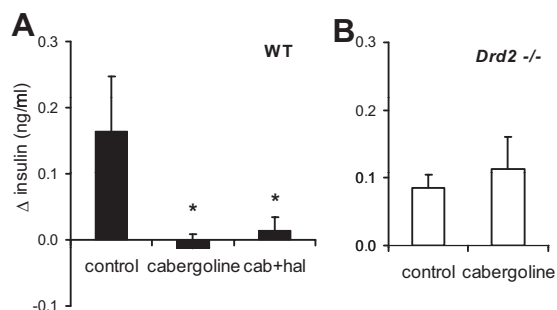 A
WT
0.3
0.2
0.1
0.0
-0.1
Δ insulin (ng/ml)
*
*
control cabergoline cab+hal
B
Drd2 -/-
0.3
0.2
0.1
0.0
control cabergoline